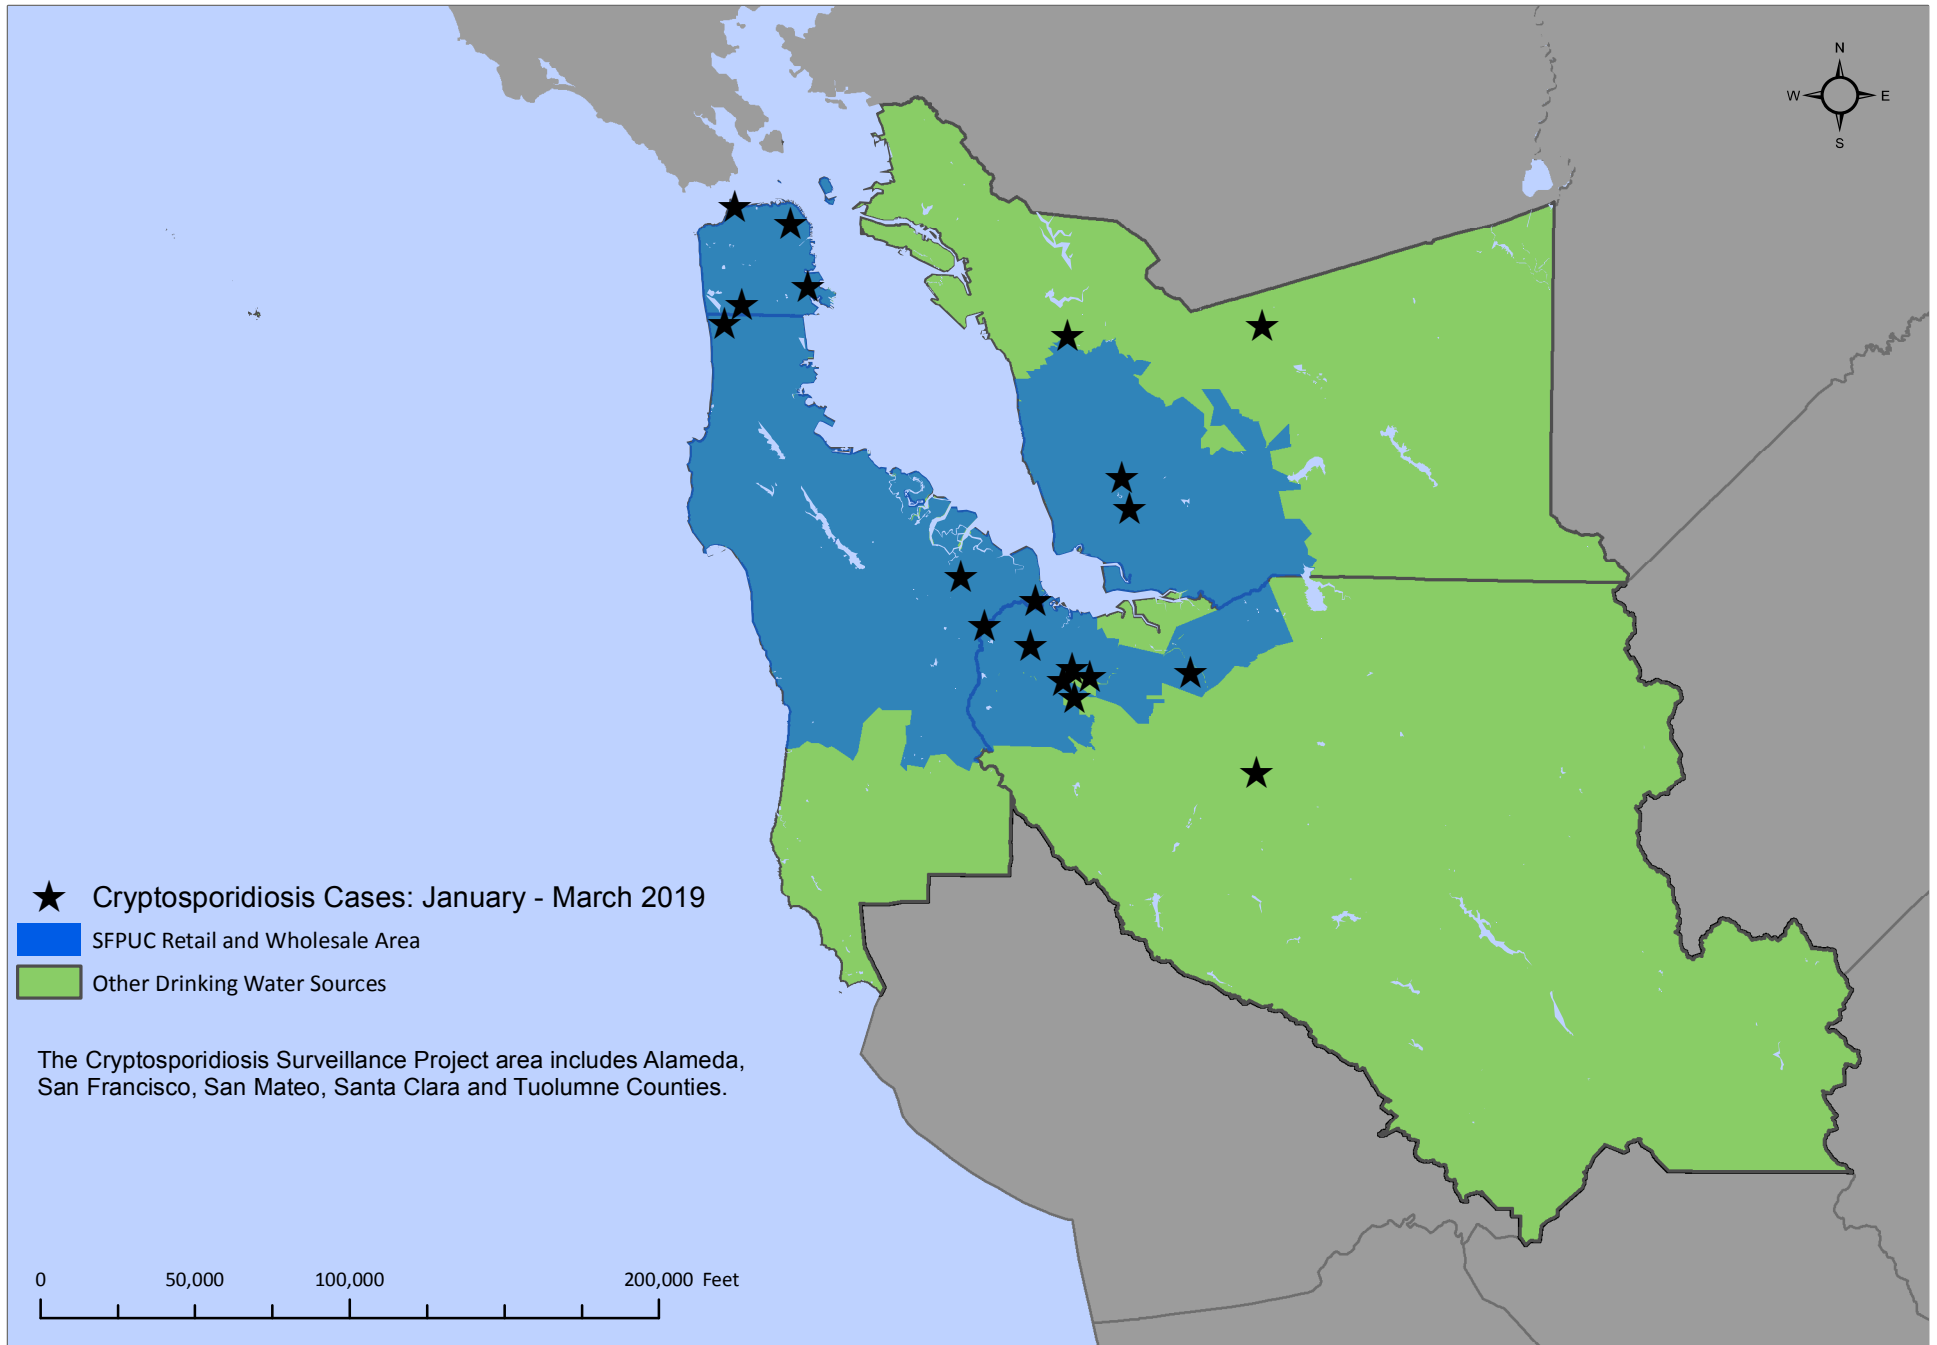 N
W E
S
Cryptosporidiosis Cases: January - March 2019
SFPUC Retail and Wholesale Area
Other Drinking Water Sources
The Cryptosporidiosis Surveillance Project area includes Alameda,
San Francisco, San Mateo, Santa Clara and Tuolumne Counties.
0 50,000 100,000 200,000 Feet